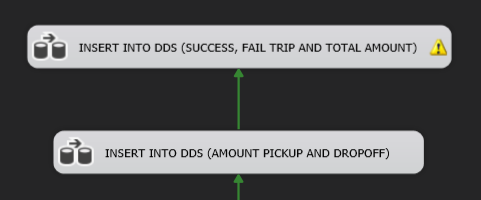 INSERT INTO DDS (SUCCESS, FAIL TRIP AND TOTAL AMOUNT)
INSERT INTO DDS (AMOUNT PICKUP AND DROPOFF)